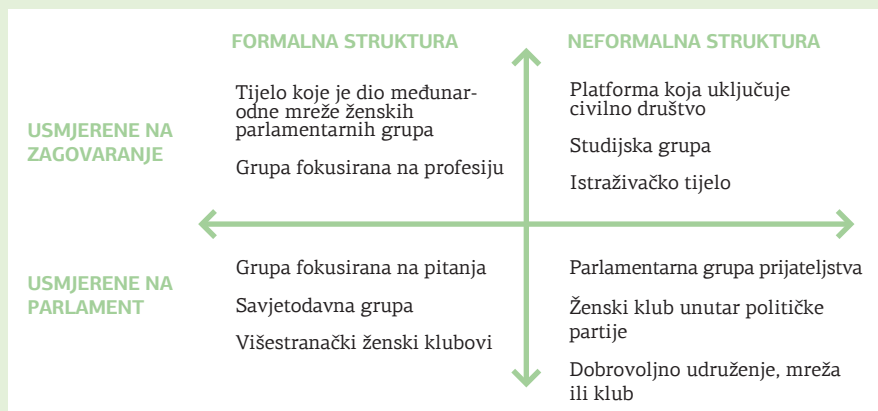 FORMALNA STRUKTURA
NEFORMALNA STRUKTURA
USMJERENE NA
ZAGOVARANJE
Tijelo koje je dio međunar-
odne mreže ženskih
parlamentarnih grupa
Grupa fokusirana na profesiju
Platforma koja uključuje
civilno društvo
Studijska grupa
Istraživačko tijelo
USMJERENE NA
PARLAMENT
Grupa fokusirana na pitanja
Savjetodavna grupa
Višestranački ženski klubovi
Parlamentarna grupa prijateljstva
Ženski klub unutar političke
partije
Dobrovoljno udruženje, mreža
ili klub